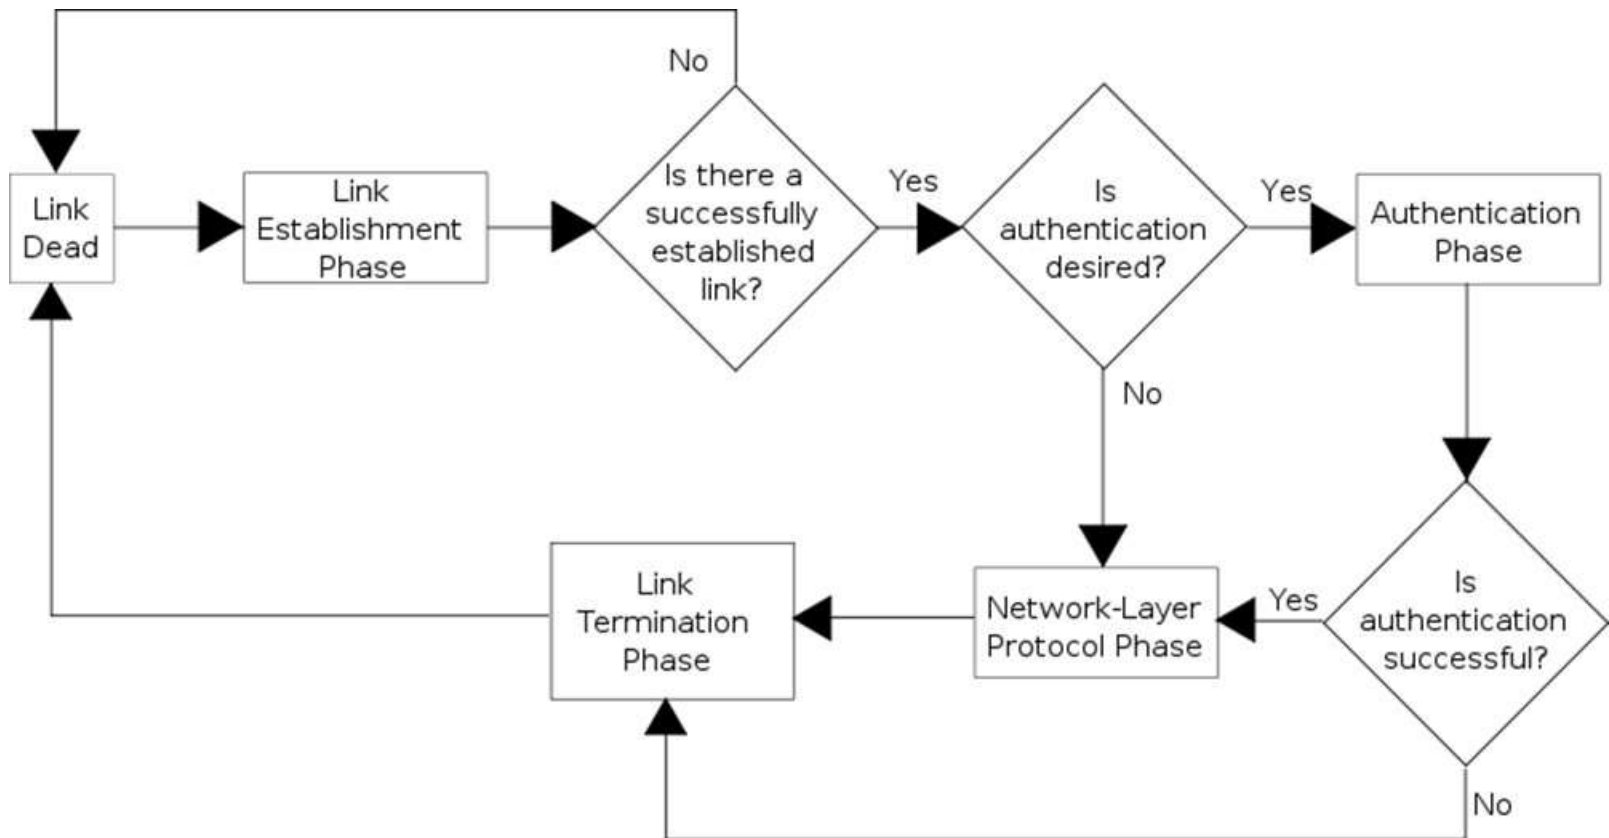 No
Link
Dead
Link
Establishment
Phase
Is there a
successfully
established
link?
Yes
Is
authentication
desired?
Yes
Authentication
Phase
No
Link
Termination
Phase
Network-Layer
Protocol Phase
Yes
Is
authentication
successful?
No